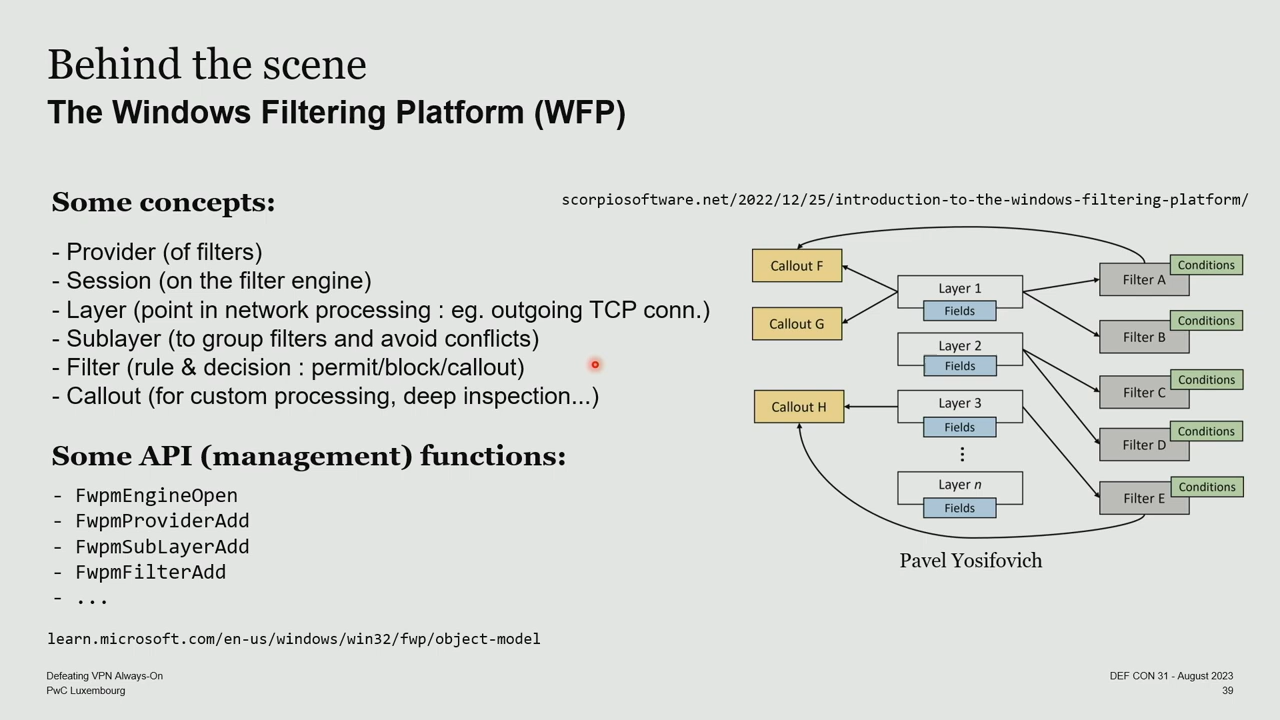 Behind the scene
The Windows Filtering Platform (WFP)
Some concepts:
- Provider (of filters)
- Session (on the filter engine)
- Layer (point in network processing : eg. outgoing TCP conn.)
- Sublayer (to group filters and avoid conflicts)
- Filter (rule & decision : permit/block/callout)
- Callout (for custom processing, deep inspection...)
Some API (management) functions:
- FwpmEngineOpen
- FwpmProviderAdd
- FwpmSubLayerAdd
- FwpmFilterAdd
- ...
learn.microsoft.com/en-us/windows/win32/fwp/object-model
scorpiosoftware.net/2022/12/25/introduction-to-the-windows-filtering-platform/
Callout F
Callout G
Callout H
Layer 1
Fields
Layer 2
Fields
Layer 3
Fields
⋮
Layer n
Fields
Conditions
Filter A
Conditions
Filter B
Conditions
Filter C
Conditions
Filter D
Conditions
Filter E
Pavel Yosifovich
Defeating VPN Always-On
PwC Luxembourg
DEF CON 31 - August 2023
39